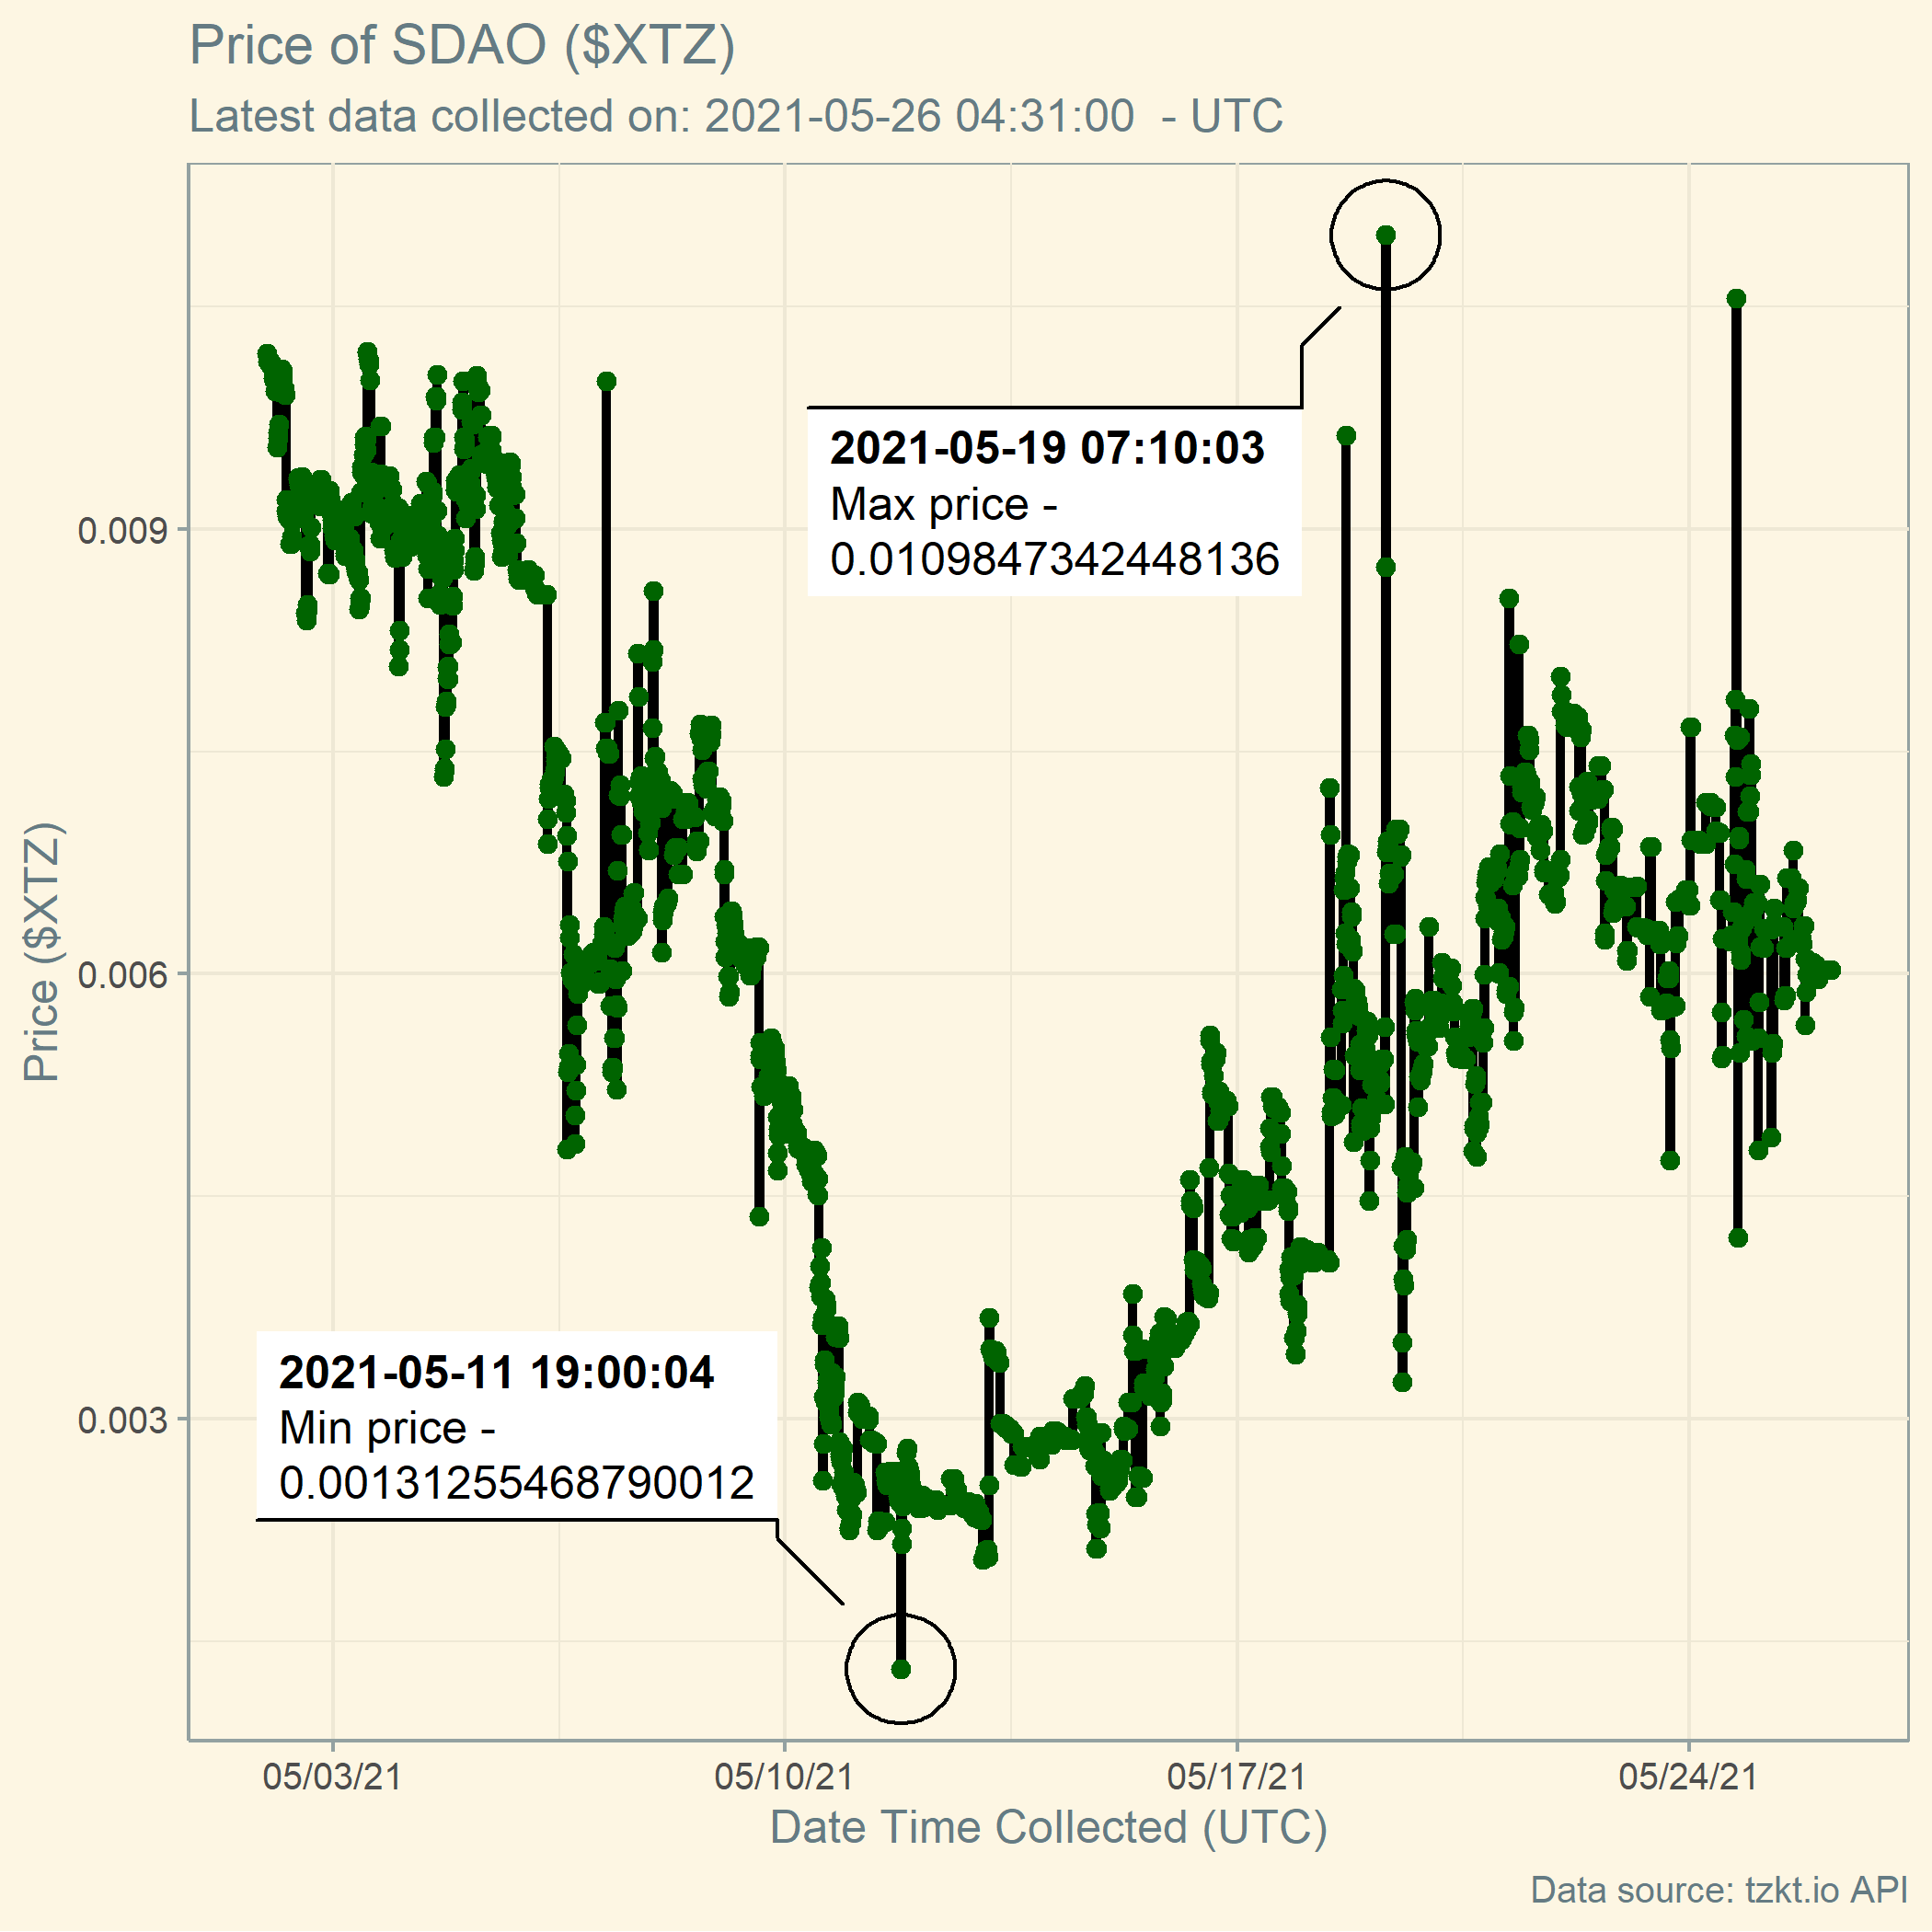 Price of SDAO ($XTZ)
Latest data collected on: 2021-05-26 04:31:00  - UTC
Price ($XTZ)
0.009
0.006
0.003
2021-05-19 07:10:03
Max price -
0.0109847342448136
2021-05-11 19:00:04
Min price -
0.00131255468790012
05/03/21
05/10/21
05/17/21
05/24/21
Date Time Collected (UTC)
Data source: tzkt.io API